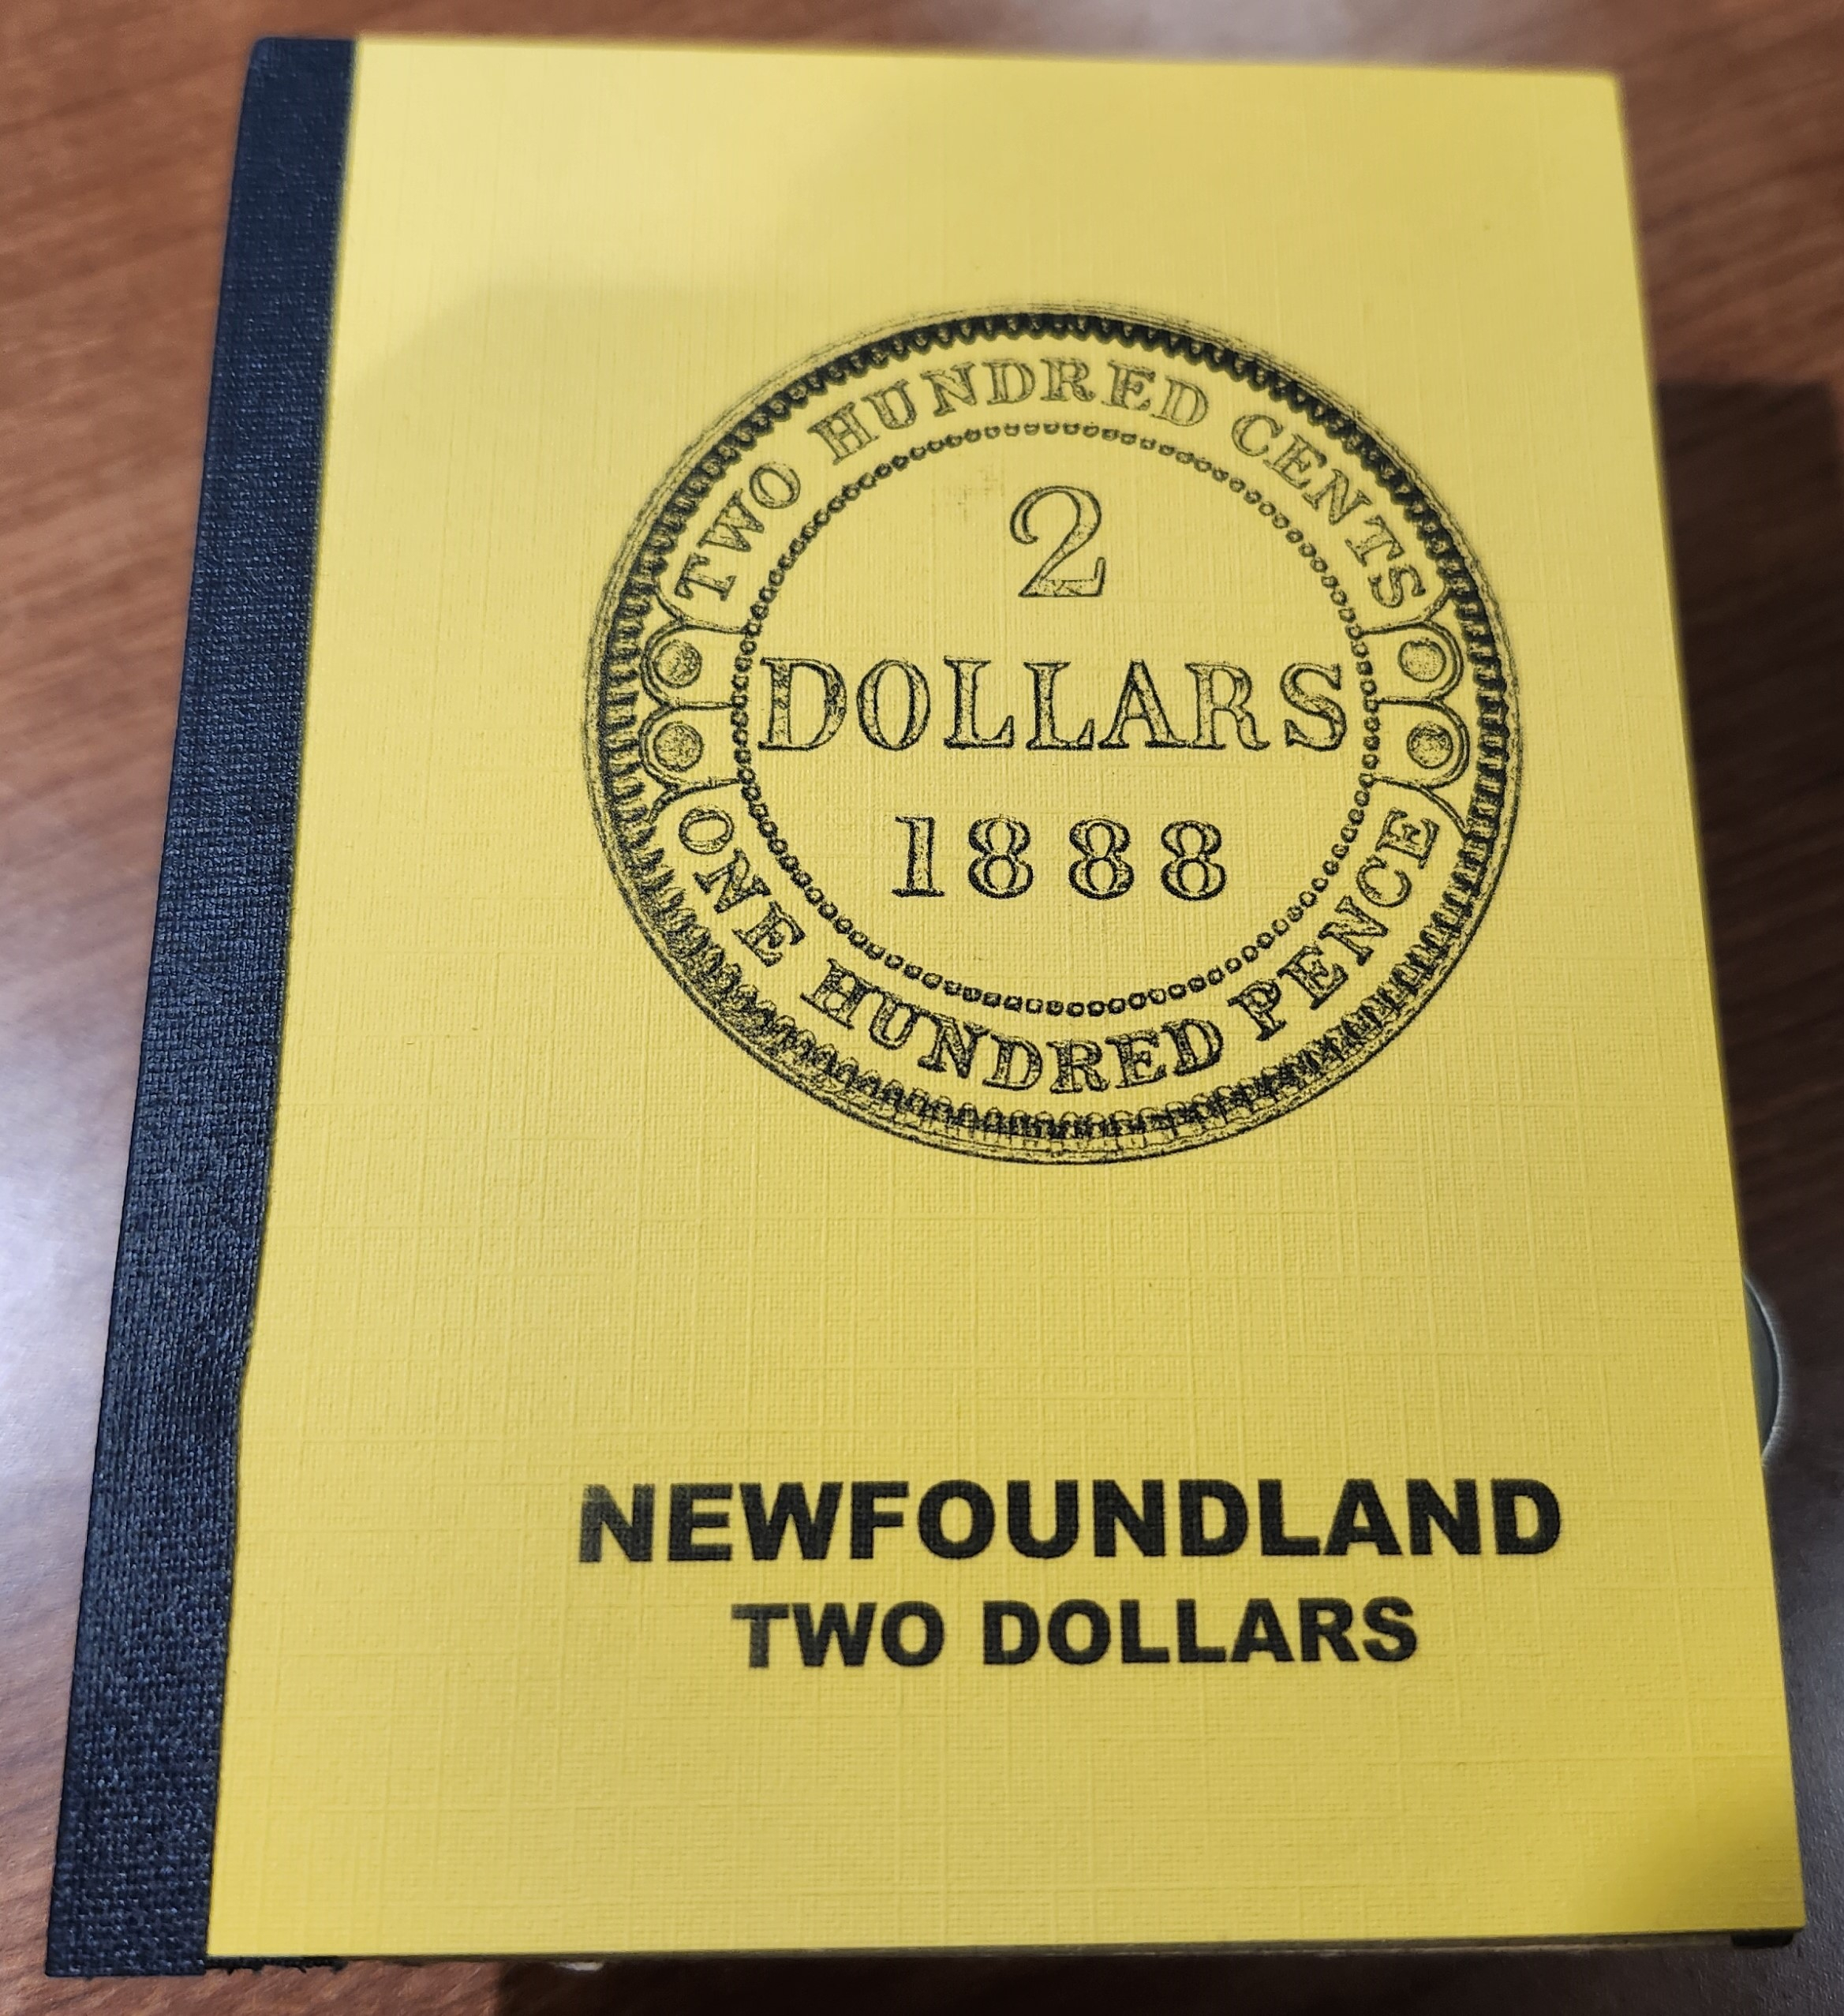 TWO HUNDRED CENTS
2
DOLLARS
1888
ONE HUNDRED PENCE
NEWFOUNDLAND
TWO DOLLARS